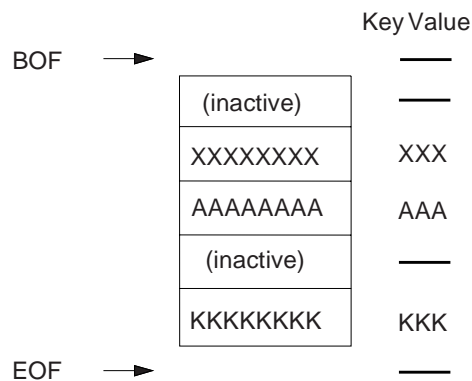 Key Value
BOF
(inactive)
XXXXXXXX XXX
AAAAAAAA AAA
(inactive)
KKKKKKKK KKK
EOF